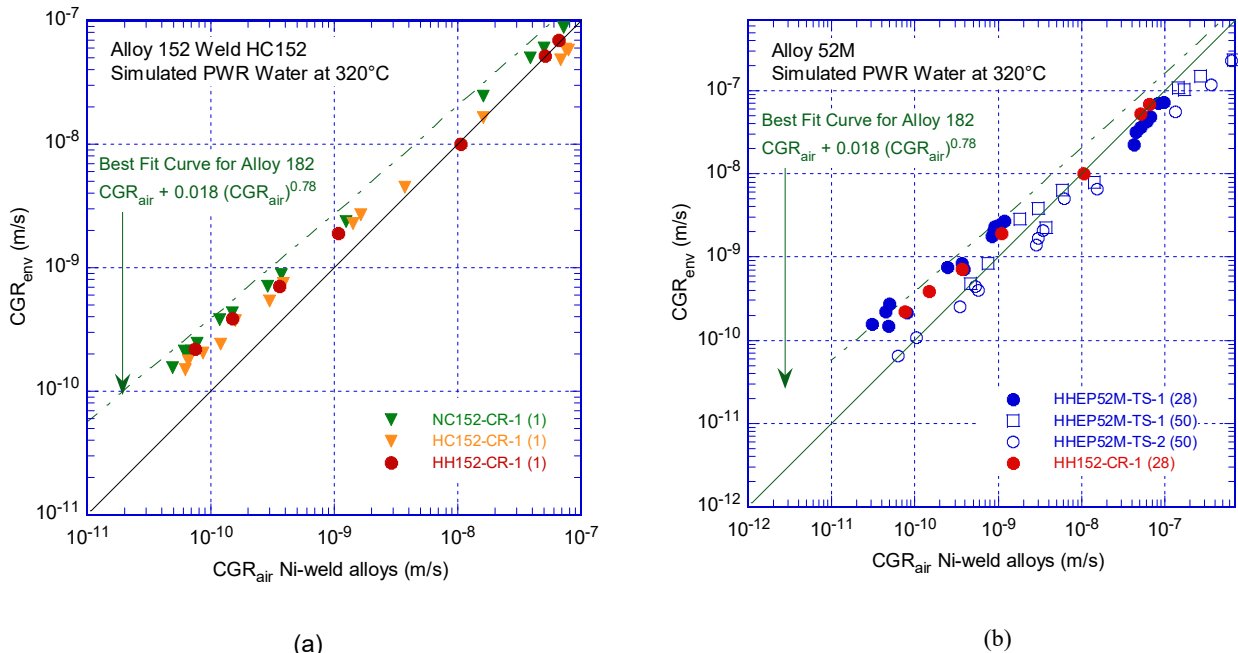 10⁻⁷
Alloy 152 Weld HC152
Simulated PWR Water at 320°C
10⁻⁸
Best Fit Curve for Alloy 182
CGRair + 0.018 (CGRair)^0.78
CGRenv (m/s)
10⁻⁹
10⁻¹⁰
NC152-CR-1 (1)
HC152-CR-1 (1)
HH152-CR-1 (1)
10⁻¹¹
10⁻¹¹ 10⁻¹⁰ 10⁻⁹ 10⁻⁸ 10⁻⁷
CGRair Ni-weld alloys (m/s)
(a)
Alloy 52M
Simulated PWR Water at 320°C
10⁻⁷
Best Fit Curve for Alloy 182
CGRair + 0.018 (CGRair)^0.78
10⁻⁸
CGRenv (m/s)
10⁻⁹
10⁻¹⁰
HHEP52M-TS-1 (28)
10⁻¹¹
HHEP52M-TS-1 (50)
HHEP52M-TS-2 (50)
HH152-CR-1 (28)
10⁻¹²
10⁻¹² 10⁻¹¹ 10⁻¹⁰ 10⁻⁹ 10⁻⁸ 10⁻⁷
CGRair Ni-weld alloys (m/s)
(b)